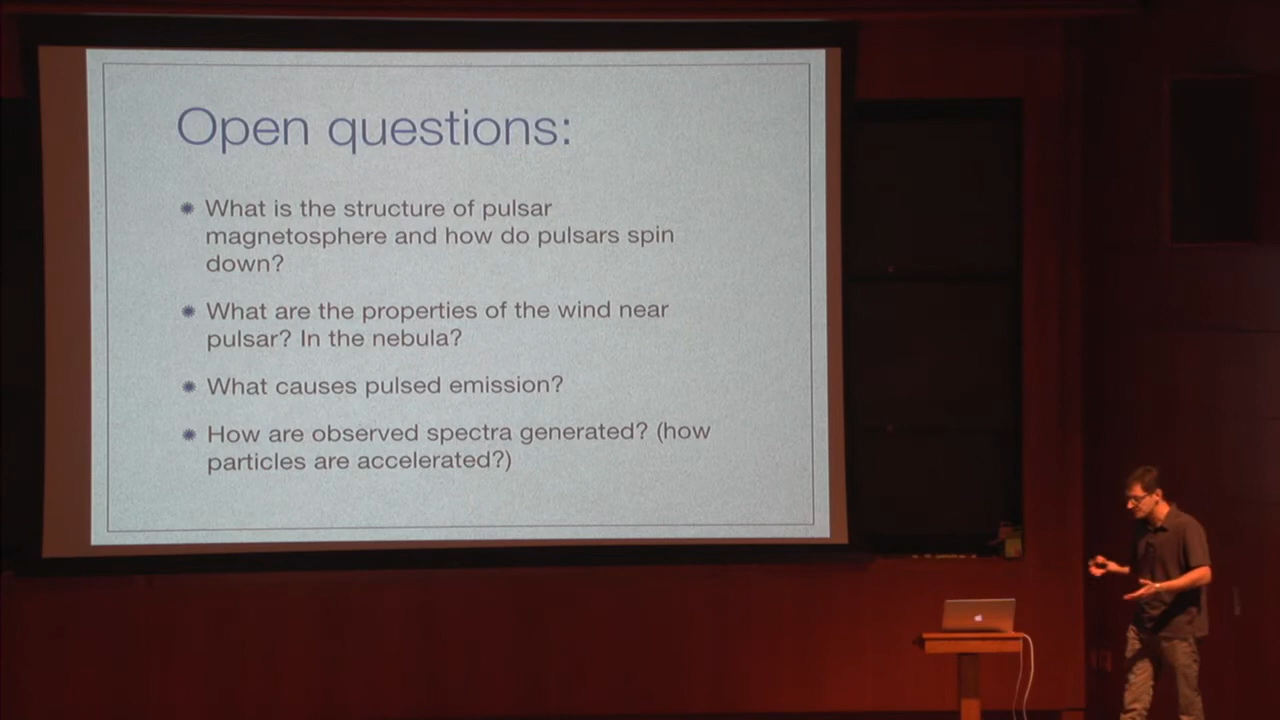 Open questions:
What is the structure of pulsar
magnetosphere and how do pulsars spin
down?
What are the properties of the wind near
pulsar? In the nebula?
What causes pulsed emission?
How are observed spectra generated? (how
particles are accelerated?)